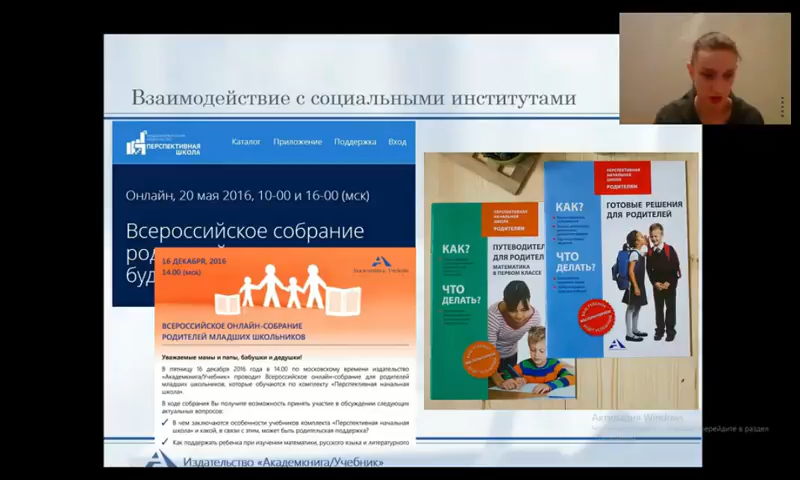 Взаимодействие с социальными институтами
ПЕРСПЕКТИВНАЯ
ШКОЛА
Каталог Приложение Поддержка Вход
Онлайн, 20 мая 2016, 10-00 и 16-00 (мск)
Всероссийское собрание
16 ДЕКАБРЯ, 2016
14.00 (мск)
ВСЕРОССИЙСКОЕ ОНЛАЙН-СОБРАНИЕ
РОДИТЕЛЕЙ МЛАДШИХ ШКОЛЬНИКОВ
Уважаемые мамы и папы, бабушки и дедушки!
В пятницу 16 декабря 2016 года в 14.00 по московскому времени издательство
«Академкнига/Учебник» проводит Всероссийское онлайн-собрание для родителей
младших школьников, которые обучаются по комплекту «Перспективная начальная
школа».
В ходе собрания Вы получите возможность принять участие в обсуждении следующих
актуальных вопросов:
✓ В чем заключаются особенности учебников комплекта «Перспективная начальная
школа» и какой, в связи с этим, может быть родительская поддержка?
✓ Как поддержать ребенка при изучении математики, русского языка и литературного
Издательство «Академкнига/Учебник»
ПЕРСПЕКТИВНАЯ
НАЧАЛЬНАЯ
ШКОЛА
РОДИТЕЛЯМ
КАК?
ЧТО
ДЕЛАТЬ?
ПУТЕВОДИТЕЛ
ДЛЯ РОДИТЕЛ
МАТЕМАТИКА
В ПЕРВОМ КЛАССЕ
ПЕРСПЕКТИВНАЯ
НАЧАЛЬНАЯ
ШКОЛА
РОДИТЕЛЯМ
КАК?
ЧТО
ДЕЛАТЬ?
ГОТОВЫЕ РЕШЕНИЯ
ДЛЯ РОДИТЕЛЕЙ
Активация Windows
перейдите в раздел